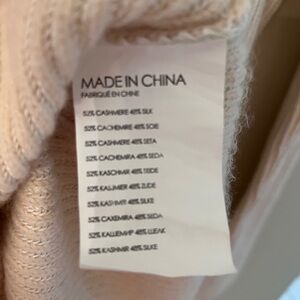 MADE IN CHINA
FABRIQUÉ EN CHINE
52% CASHMERE 48% SILK
52% CACHEMIRE 48% SOIE
52% CASHMERE 48% SETA
52% CACHEMIRA 48% SEDA
52% KASCHMIR 48% SEIDE
52% KASJMIER 48% ZIJDE
52% KASHMIR 48% SILKE
52% CAXEMIRA 48% SEDA
52% КАШЕМИР 48% ШЕЛК
52% KASHMIR 48% SILKE